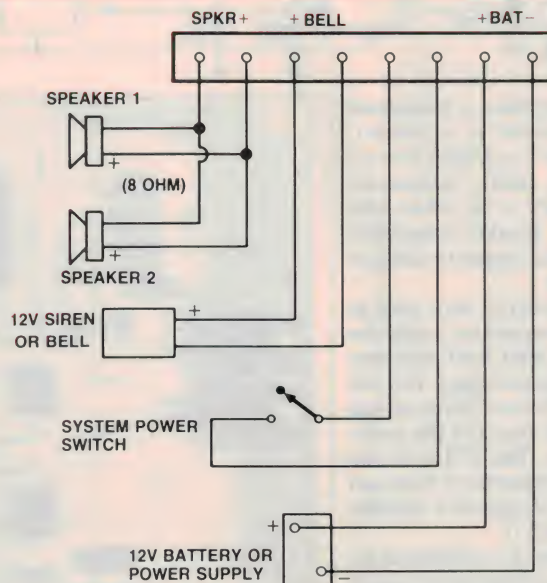 SPKR+ + BELL +BAT-
SPEAKER 1
+
(8 OHM)
+
SPEAKER 2
12V SIREN
OR BELL
+
SYSTEM POWER
SWITCH
+
12V BATTERY OR
POWER SUPPLY
-